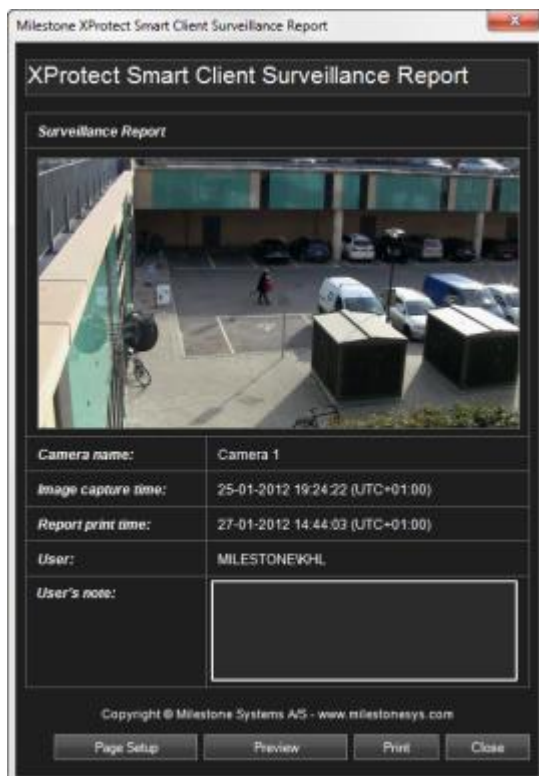 Milestone XProtect Smart Client Surveillance Report
XProtect Smart Client Surveillance Report
Surveillance Report
Camera name: Camera 1
Image capture time: 25-01-2012 19:24:22 (UTC+01:00)
Report print time: 27-01-2012 14:44:03 (UTC+01:00)
User: MILESTONE\KHL
User's note:
Copyright © Milestone Systems A/S - www.milestonesys.com
Page Setup Preview Print Close